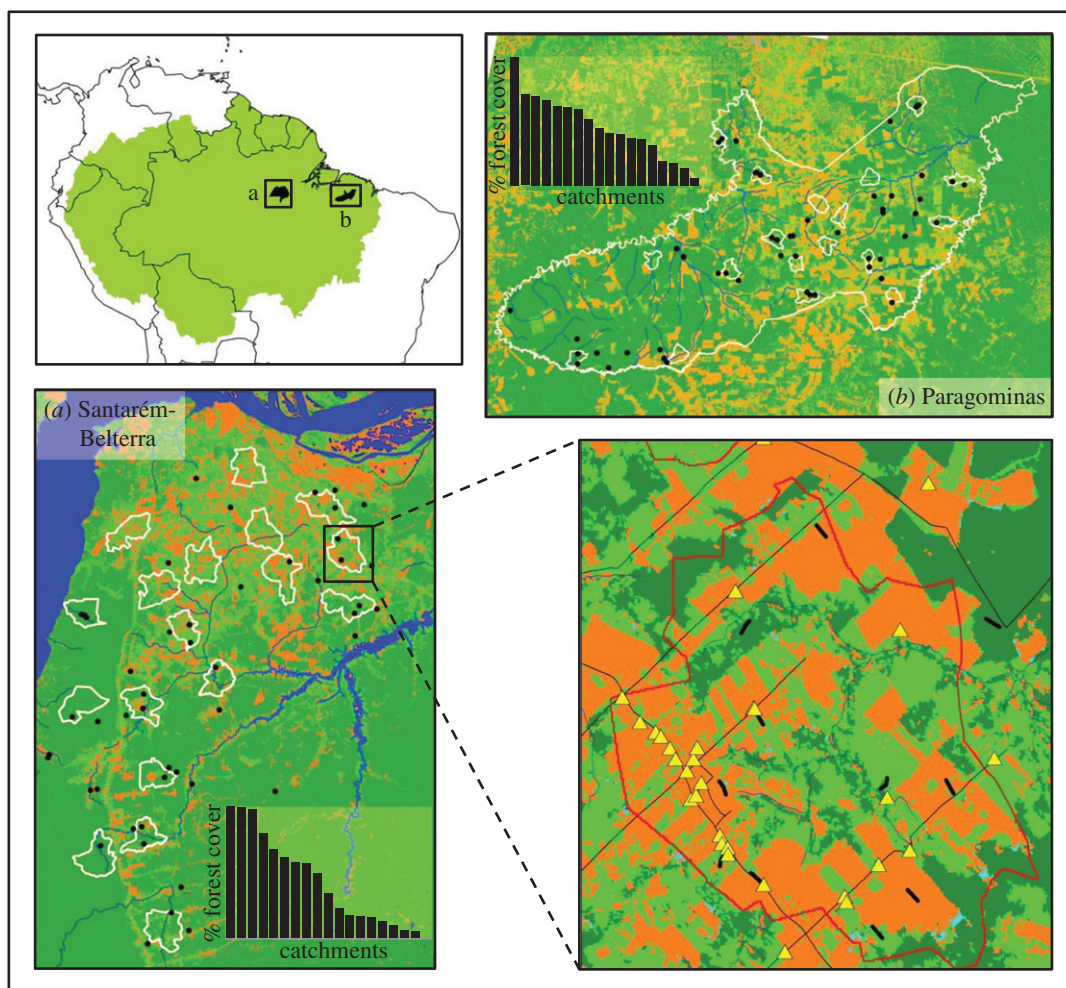 a
b
% forest cover
catchments
(b) Paragominas
(a) Santarém-
Belterra
% forest cover
catchments